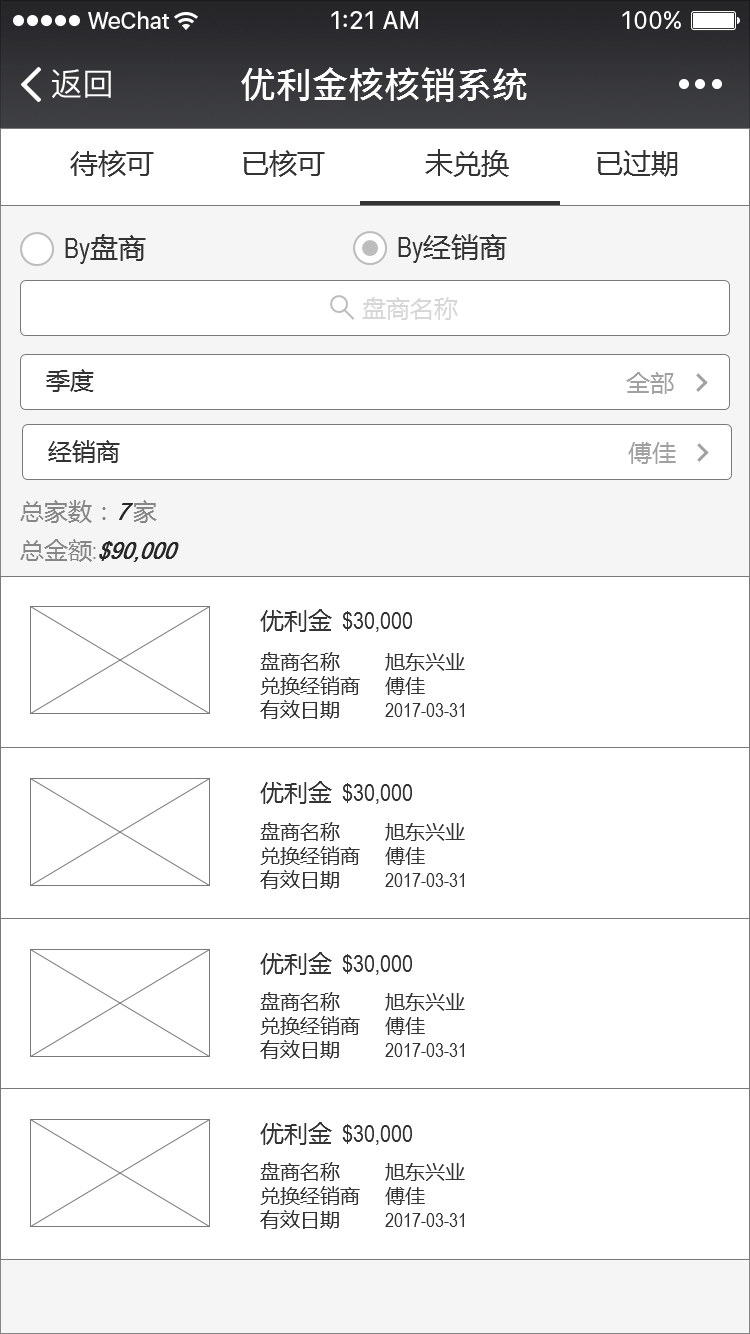 WeChat 1:21 AM 100%
返回 优利金核核销系统
待核可 已核可 未兑换 已过期
By盘商 By经销商
盘商名称
季度 全部
经销商 傅佳
总家数：7家
总金额:$90,000
优利金 $30,000
盘商名称 旭东兴业
兑换经销商 傅佳
有效日期 2017-03-31
优利金 $30,000
盘商名称 旭东兴业
兑换经销商 傅佳
有效日期 2017-03-31
优利金 $30,000
盘商名称 旭东兴业
兑换经销商 傅佳
有效日期 2017-03-31
优利金 $30,000
盘商名称 旭东兴业
兑换经销商 傅佳
有效日期 2017-03-31